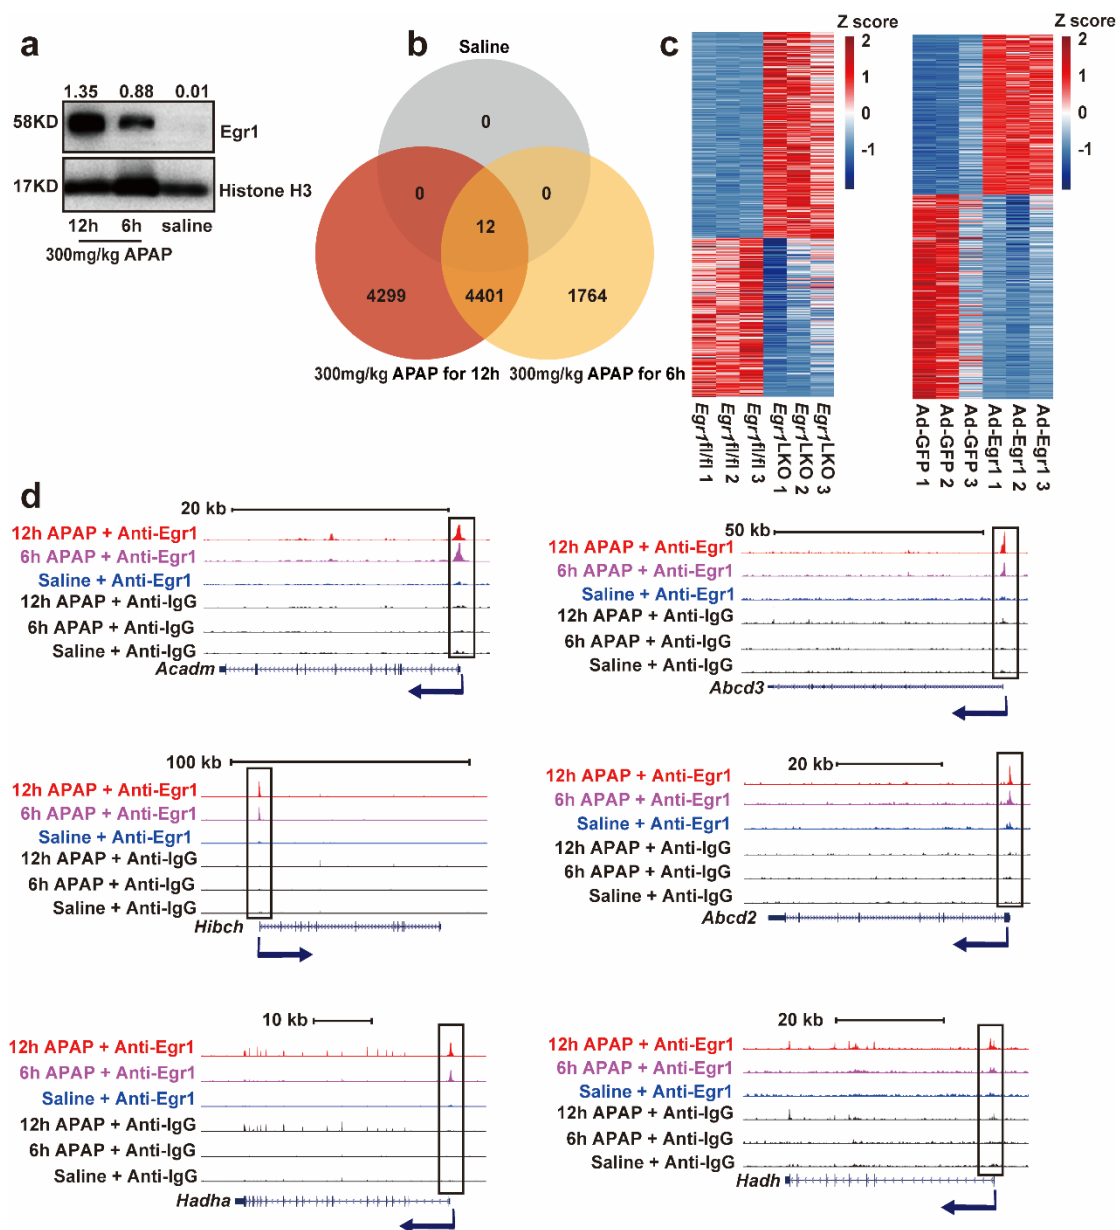 a
1.35 0.88 0.01
58KD
Egr1
17KD
Histone H3
12h 6h saline
300mg/kg APAP
b
Saline
0
0 0
12
4299 4401 1764
300mg/kg APAP for 12h 300mg/kg APAP for 6h
c
Z score
2
1
0
-1
Egr1fl/fl 1
Egr1fl/fl 2
Egr1fl/fl 3
Egr1LKO 1
Egr1LKO 2
Egr1LKO 3
Z score
2
1
0
-1
Ad-GFP 1
Ad-GFP 2
Ad-GFP 3
Ad-Egr1 1
Ad-Egr1 2
Ad-Egr1 3
d
20 kb
12h APAP + Anti-Egr1
6h APAP + Anti-Egr1
Saline + Anti-Egr1
12h APAP + Anti-IgG
6h APAP + Anti-IgG
Saline + Anti-IgG
Acadm
50 kb
12h APAP + Anti-Egr1
6h APAP + Anti-Egr1
Saline + Anti-Egr1
12h APAP + Anti-IgG
6h APAP + Anti-IgG
Saline + Anti-IgG
Abcd3
100 kb
12h APAP + Anti-Egr1
6h APAP + Anti-Egr1
Saline + Anti-Egr1
12h APAP + Anti-IgG
6h APAP + Anti-IgG
Saline + Anti-IgG
Hibch
20 kb
12h APAP + Anti-Egr1
6h APAP + Anti-Egr1
Saline + Anti-Egr1
12h APAP + Anti-IgG
6h APAP + Anti-IgG
Saline + Anti-IgG
Abcd2
10 kb
12h APAP + Anti-Egr1
6h APAP + Anti-Egr1
Saline + Anti-Egr1
12h APAP + Anti-IgG
6h APAP + Anti-IgG
Saline + Anti-IgG
Hadha
20 kb
12h APAP + Anti-Egr1
6h APAP + Anti-Egr1
Saline + Anti-Egr1
12h APAP + Anti-IgG
6h APAP + Anti-IgG
Saline + Anti-IgG
Hadh